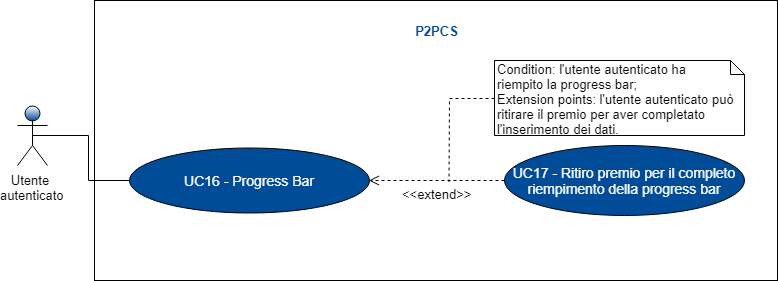 P2PCS
Condition: l'utente autenticato ha
riempito la progress bar;
Extension points: l'utente autenticato può
ritirare il premio per aver completato
l'inserimento dei dati.
Utente
autenticato
UC16 - Progress Bar
<<extend>>
UC17 - Ritiro premio per il completo
riempimento della progress bar